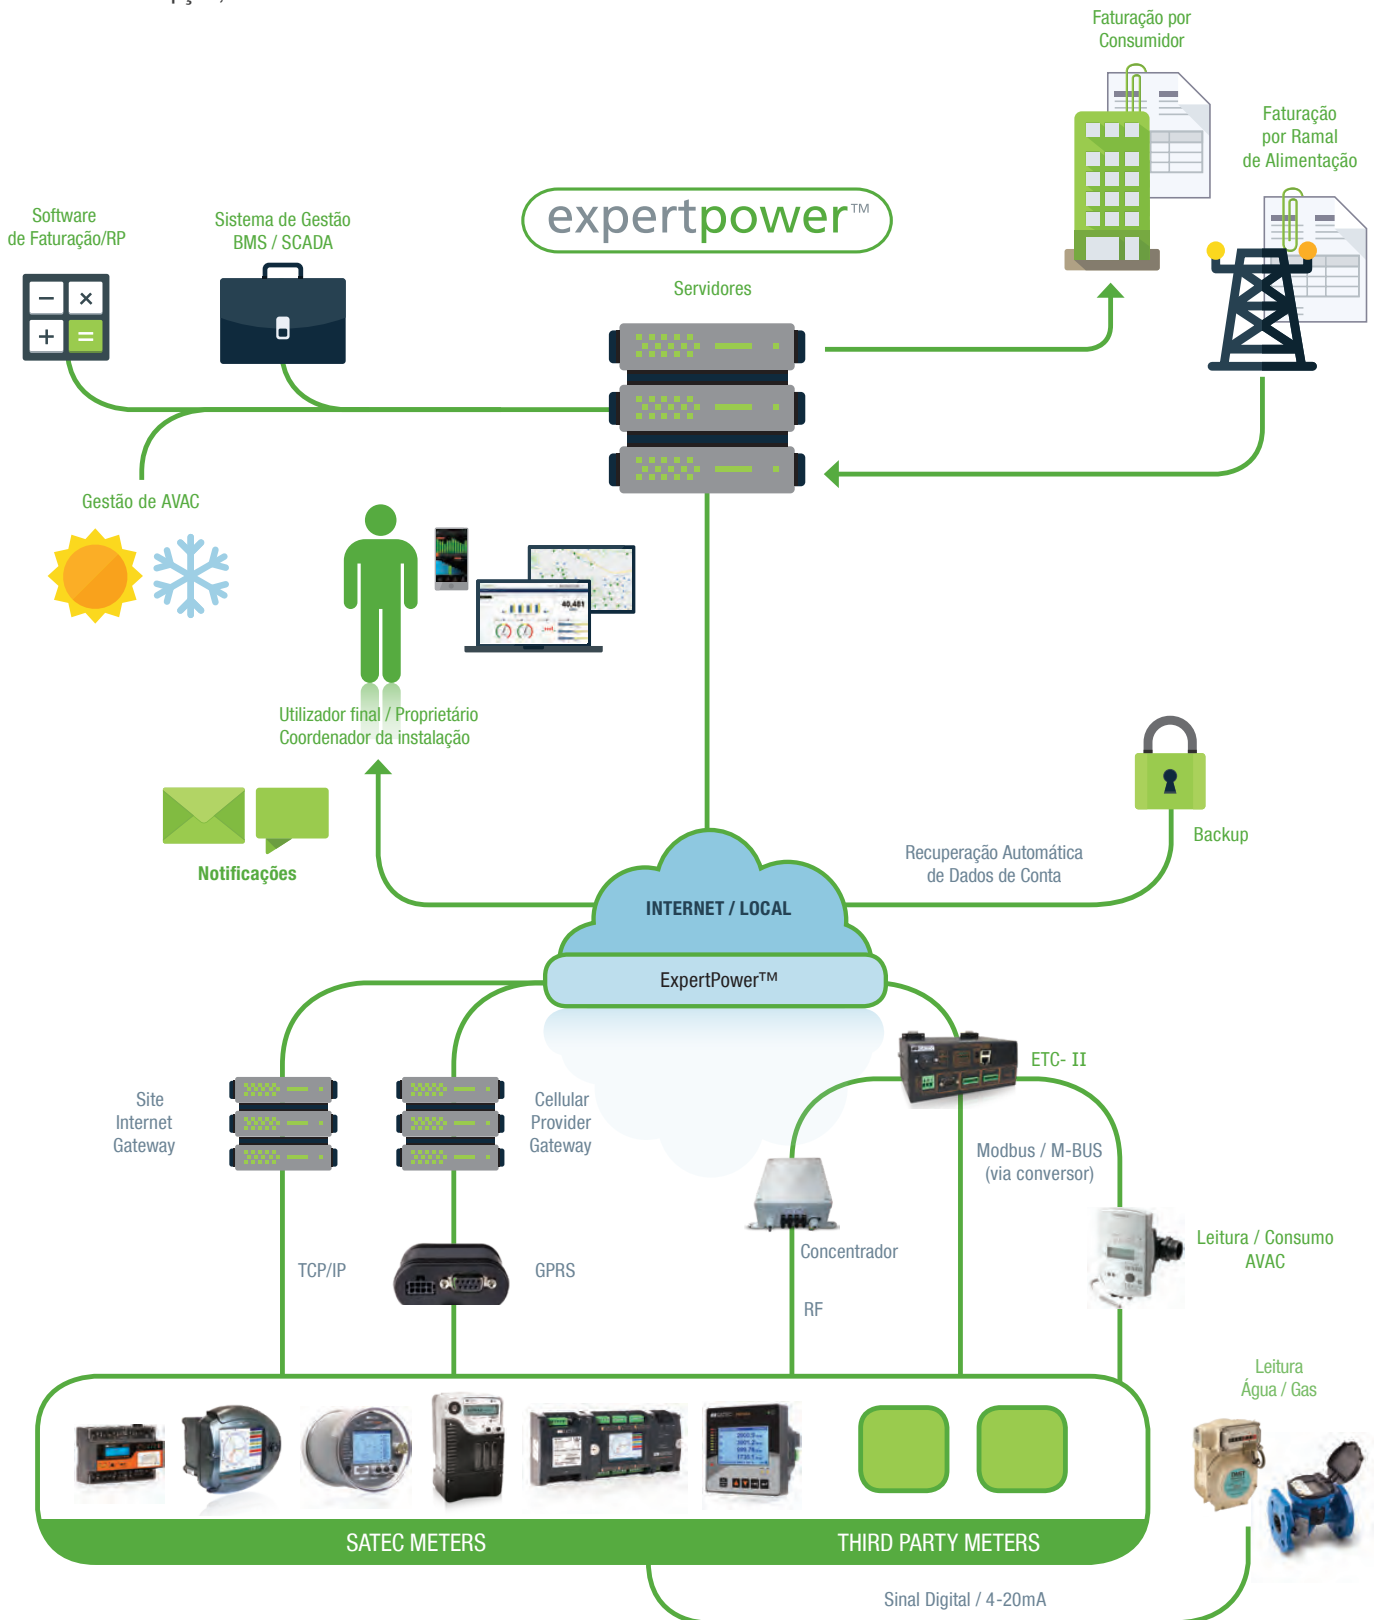 Faturação por
Consumidor
Faturação
por Ramal
de Alimentação
Software
de Faturação/RP
Sistema de Gestão
BMS / SCADA
expertpower™
Servidores
Gestão de AVAC
40,481
Utilizador final / Proprietário
Coordenador da instalação
Notificações
Backup
Recuperação Automática
de Dados de Conta
INTERNET / LOCAL
ExpertPower™
ETC- II
Site
Internet
Gateway
Cellular
Provider
Gateway
Modbus / M-BUS
(via conversor)
Concentrador
Leitura / Consumo
AVAC
TCP/IP
GPRS
RF
Leitura
Água / Gas
SATEC METERS
THIRD PARTY METERS
Sinal Digital / 4-20mA